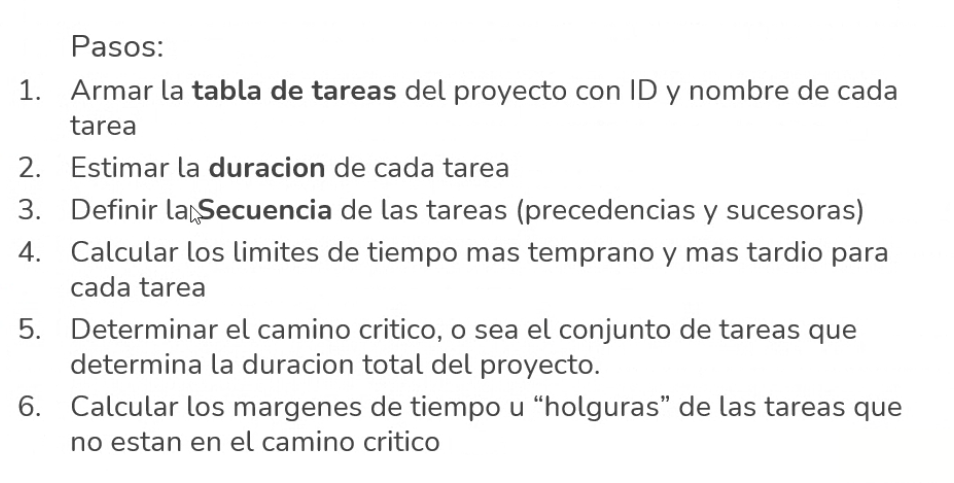 Pasos:
1. Armar la tabla de tareas del proyecto con ID y nombre de cada
tarea
2. Estimar la duracion de cada tarea
3. Definir la Secuencia de las tareas (precedencias y sucesoras)
4. Calcular los limites de tiempo mas temprano y mas tardio para
cada tarea
5. Determinar el camino critico, o sea el conjunto de tareas que
determina la duracion total del proyecto.
6. Calcular los margenes de tiempo u “holguras” de las tareas que
no estan en el camino critico